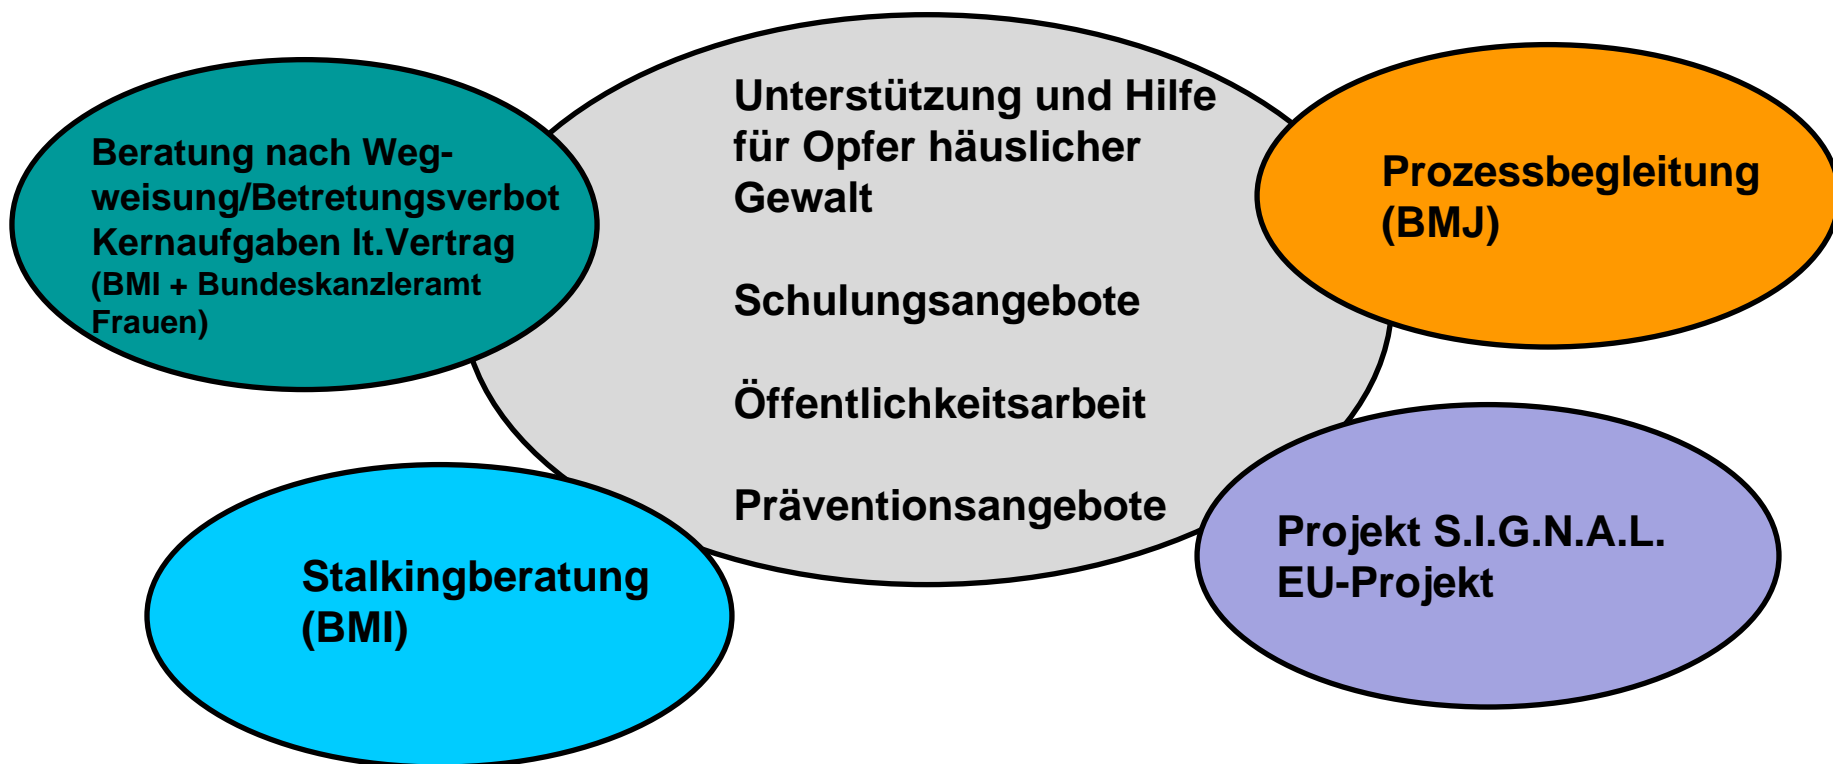 Beratung nach Weg-
weisung/Betretungsverbot
Kernaufgaben lt.Vertrag
(BMI + Bundeskanzleramt
Frauen)
Unterstützung und Hilfe
für Opfer häuslicher
Gewalt
Schulungsangebote
Öffentlichkeitsarbeit
Präventionsangebote
Prozessbegleitung
(BMJ)
Stalkingberatung
(BMI)
Projekt S.I.G.N.A.L.
EU-Projekt